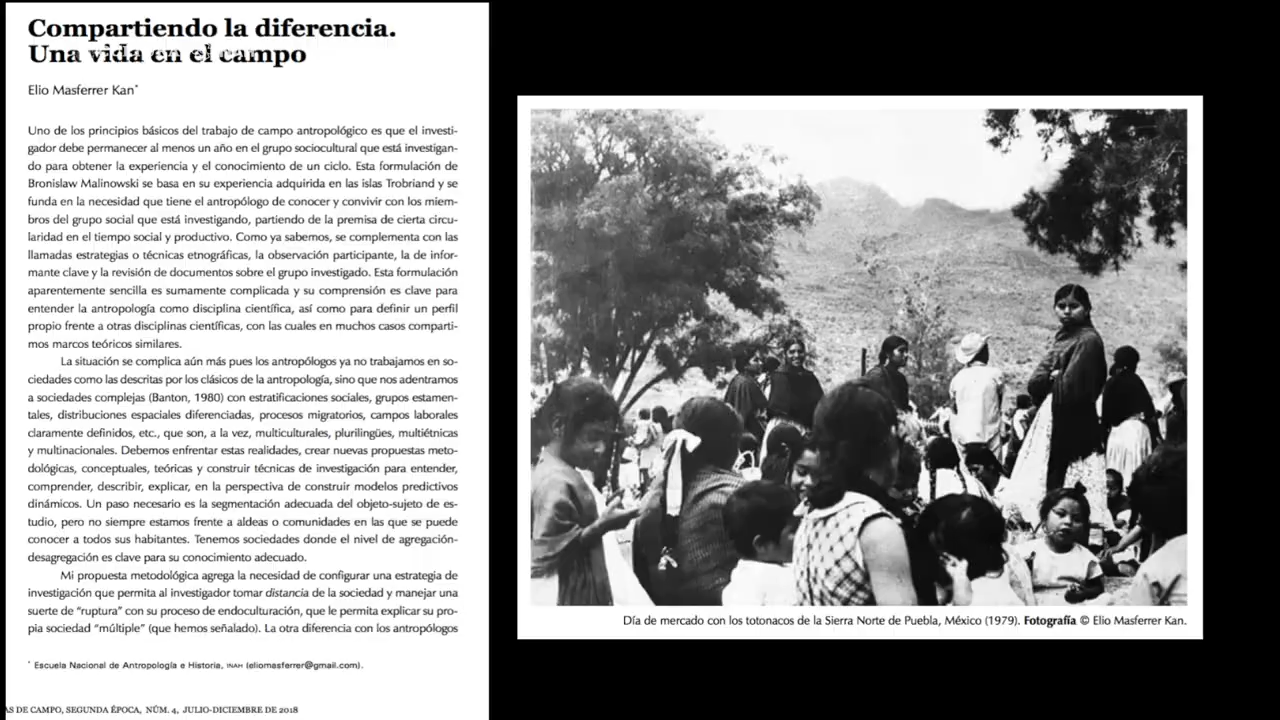 Compartiendo la diferencia.
Una vida en el campo
Elio Masferrer Kan*
Uno de los principios básicos del trabajo de campo antropológico es que el investi-
gador debe permanecer al menos un año en el grupo sociocultural que está investigan-
do para obtener la experiencia y el conocimiento de un ciclo. Esta formulación de
Bronislaw Malinowski se basa en su experiencia adquirida en las islas Trobriand y se
funda en la necesidad que tiene el antropólogo de conocer y convivir con los miem-
bros del grupo social que está investigando, partiendo de la premisa de cierta circu-
laridad en el tiempo social y productivo. Como ya sabemos, se complementa con las
llamadas estrategias o técnicas etnográficas, la observación participante, la de infor-
mante clave y la revisión de documentos sobre el grupo investigado. Esta formulación
aparentemente sencilla es sumamente complicada y su comprensión es clave para
entender la antropología como disciplina científica, así como para definir un perfil
propio frente a otras disciplinas científicas, con las cuales en muchos casos comparti-
mos marcos teóricos similares.
La situación se complica aún más pues los antropólogos ya no trabajamos en so-
ciedades como las descritas por los clásicos de la antropología, sino que nos adentramos
a sociedades complejas (Banton, 1980) con estratificaciones sociales, grupos estamen-
tales, distribuciones espaciales diferenciadas, procesos migratorios, campos laborales
claramente definidos, etc., que son, a la vez, multiculturales, plurilingües, multiétnicas
y multinacionales. Debemos enfrentar estas realidades, crear nuevas propuestas meto-
dológicas, conceptuales, teóricas y construir técnicas de investigación para entender,
comprender, describir, explicar, en la perspectiva de construir modelos predictivos
dinámicos. Un paso necesario es la segmentación adecuada del objeto-sujeto de es-
tudio, pero no siempre estamos frente a aldeas o comunidades en las que se puede
conocer a todos sus habitantes. Tenemos sociedades donde el nivel de agregación-
desagregación es clave para su conocimiento adecuado.
Mi propuesta metodológica agrega la necesidad de configurar una estrategia de
investigación que permita al investigador tomar distancia de la sociedad y manejar una
suerte de “ruptura” con su proceso de endoculturación, que le permita explicar su pro-
pia sociedad “múltiple” (que hemos señalado). La otra diferencia con los antropólogos
* Escuela Nacional de Antropología e Historia, INAH (eliomasferrer@gmail.com).
AS DE CAMPO, SEGUNDA ÉPOCA, NÚM. 4, JULIO-DICIEMBRE DE 2018
Día de mercado con los totonacos de la Sierra Norte de Puebla, México (1979). Fotografía © Elio Masferrer Kan.